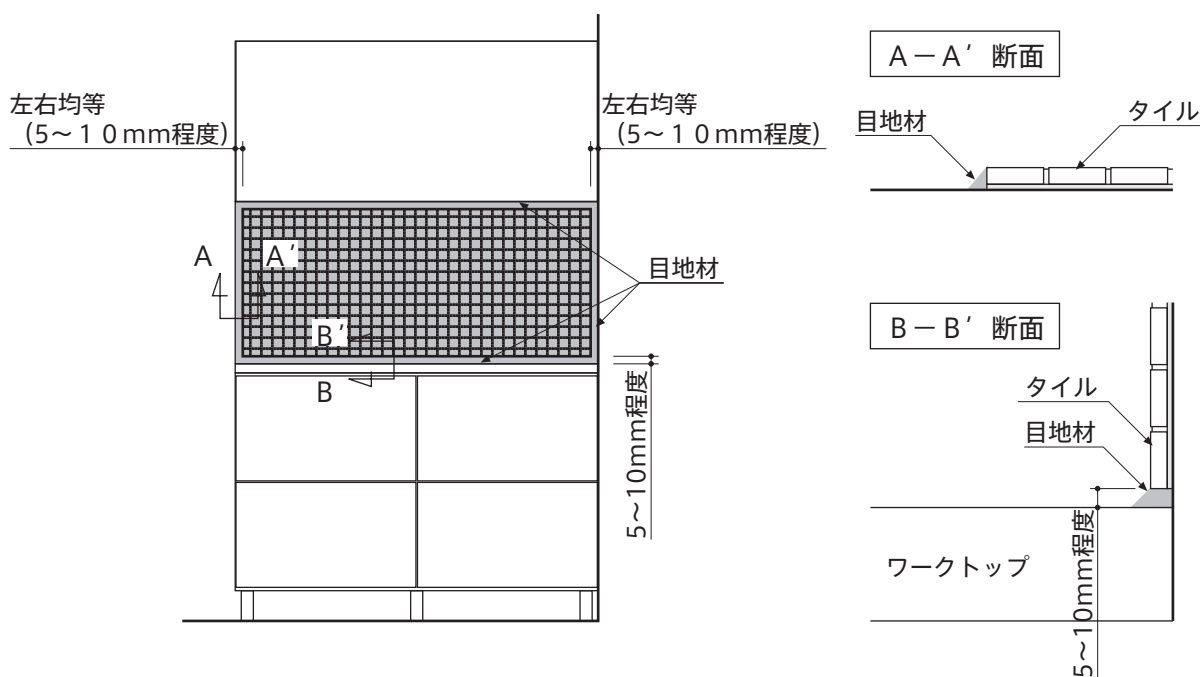 左右均等
（5～１０mm程度）
左右均等
（5～１０mm程度）
A
A’
B’
B
目地材
5～10mm程度
A－A’ 断面
目地材
タイル
B－B’ 断面
タイル
目地材
ワークトップ
5～10mm程度